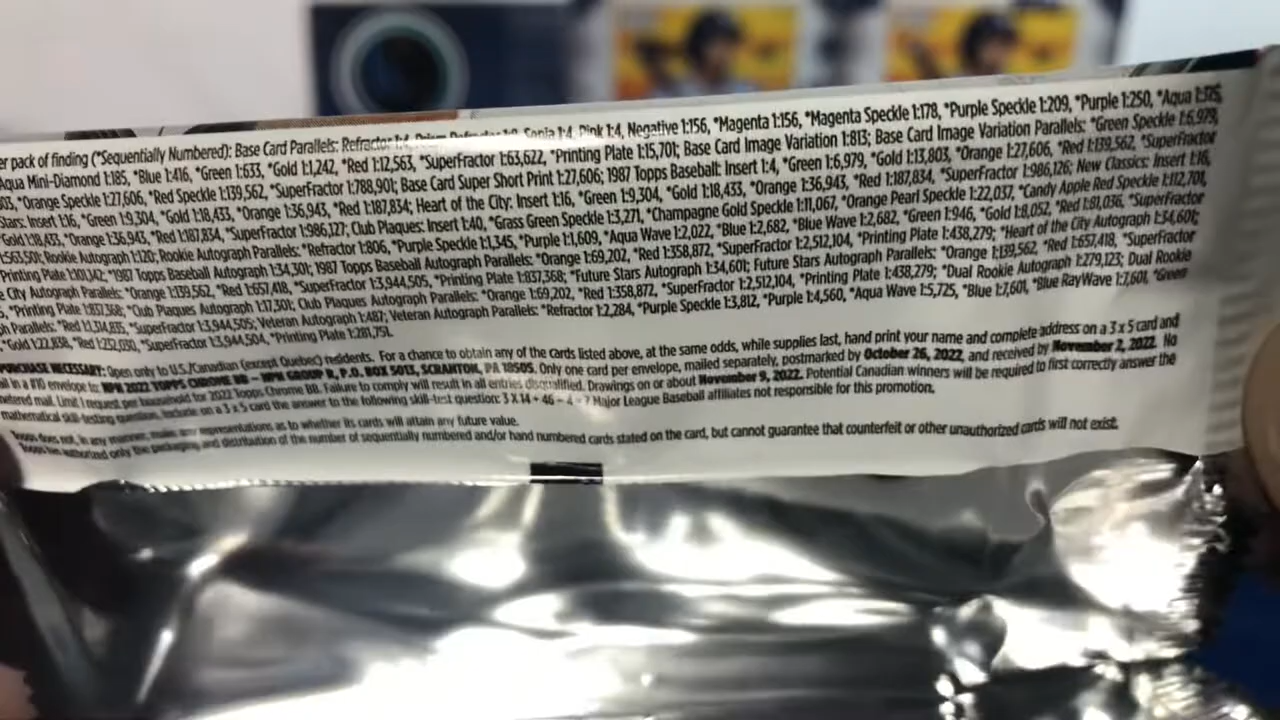 er pack of finding (*Sequentially Numbered): Base Card Parallels: Refractor 1:4, Prism Refractor 1:9, Sepia 1:4, Pink 1:4, Negative 1:156, *Magenta 1:156, *Magenta Speckle 1:178, *Purple Speckle 1:209, *Purple 1:250, *Aqua
Aqua Mini-Diamond 1:185, *Blue 1:416, *Green 1:633, *Gold 1:1,242, *Red 1:12,563, *SuperFractor 1:63,622, *Printing Plate 1:15,701; Base Card Image Variation 1:813; Base Card Image Variation Parallels: *Green Speckle 1:6,979,
*Orange Speckle 1:27,606, *Red Speckle 1:139,562, *SuperFractor 1:788,901; Base Card Super Short Print 1:27,606; 1987 Topps Baseball: Insert 1:4, *Green 1:6,979, *Gold 1:13,803, *Orange 1:27,606, *Red 1:139,562, *SuperFractor
Stars: Insert 1:16, *Green 1:9,304, *Gold 1:18,433, *Orange 1:36,943, *Red 1:187,834; Heart of the City: Insert 1:16, *Green 1:9,304, *Gold 1:18,433, *Orange 1:36,943, *Red 1:187,834, *SuperFractor 1:986,126; New Classics: Insert 1:16,
*Gold 1:18,433, *Orange 1:36,943, *Red 1:187,834, *SuperFractor 1:986,127; Club Plaques: Insert 1:40, *Grass Green Speckle 1:3,271, *Champagne Gold Speckle 1:11,067, *Orange Pearl Speckle 1:22,037, *Candy Apple Red Speckle 1:112,701,
Rookie Autograph 1:120; Rookie Autograph Parallels: *Refractor 1:806, *Purple Speckle 1:1,345, *Purple 1:1,609, *Aqua Wave 1:2,022, *Blue 1:2,682, *Blue Wave 1:2,682, *Green 1:946, *Gold 1:8,052, *Red 1:81,036, *SuperFractor
*Printing Plate 1:101,142; *1987 Topps Baseball Autograph 1:34,301; 1987 Topps Baseball Autograph Parallels: *Orange 1:69,202, *Red 1:358,872, *SuperFractor 1:2,512,104, *Printing Plate 1:438,279; *Heart of the City Autograph 1:34,601;
e City Autograph Parallels: *Orange 1:139,562, *Red 1:657,418, *SuperFractor 1:3,944,505, *Printing Plate 1:837,368; *Future Stars Autograph 1:34,601; Future Stars Autograph Parallels: *Orange 1:139,562, *Red 1:657,418, *SuperFractor
*Printing Plate 1:837,368; *Club Plaques Autograph 1:17,301; Club Plaques Autograph Parallels: *Orange 1:69,202, *Red 1:358,872, *SuperFractor 1:2,512,104, *Printing Plate 1:438,279; *Dual Rookie Autograph 1:279,123; Dual Rookie
ph Parallels: *Red 1:1,314,835, *SuperFractor 1:3,944,505; Veteran Autograph 1:487; Veteran Autograph Parallels: *Refractor 1:2,284, *Purple Speckle 1:3,812, *Purple 1:4,560, *Aqua Wave 1:5,725, *Blue 1:7,601, *Blue RayWave 1:7,601, *Green
*Gold 1:22,838, *Red 1:232,030, *SuperFractor 1:3,944,504, *Printing Plate 1:281,751.
PURCHASE NECESSARY: Open only to U.S./Canadian (except Quebec) residents. For a chance to obtain any of the cards listed above, at the same odds, while supplies last, hand print your name and complete address on a 3 x 5 card and
il in a #10 envelope to: NPN 2022 TOPPS CHROME BB – NPN GROUP R, P.O. BOX 5013, SCRANTON, PA 18505. Only one card per envelope, mailed separately, postmarked by October 26, 2022, and received by November 2, 2022. No
metered mail. Limit 1 request per household for 2022 Topps Chrome BB. Failure to comply will result in all entries disqualified. Drawings on or about November 9, 2022. Potential Canadian winners will be required to first correctly answer the
mathematical skill-testing question. Include on a 3 x 5 card the answer to the following skill-test question: 3 X 14 + 46 – 4 = ? Major League Baseball affiliates not responsible for this promotion.
Topps does not, in any manner, make any representations as to whether its cards will attain any future value.
Topps has authorized only the packaging and distribution of the number of sequentially numbered and/or hand numbered cards stated on the card, but cannot guarantee that counterfeit or other unauthorized cards will not exist.